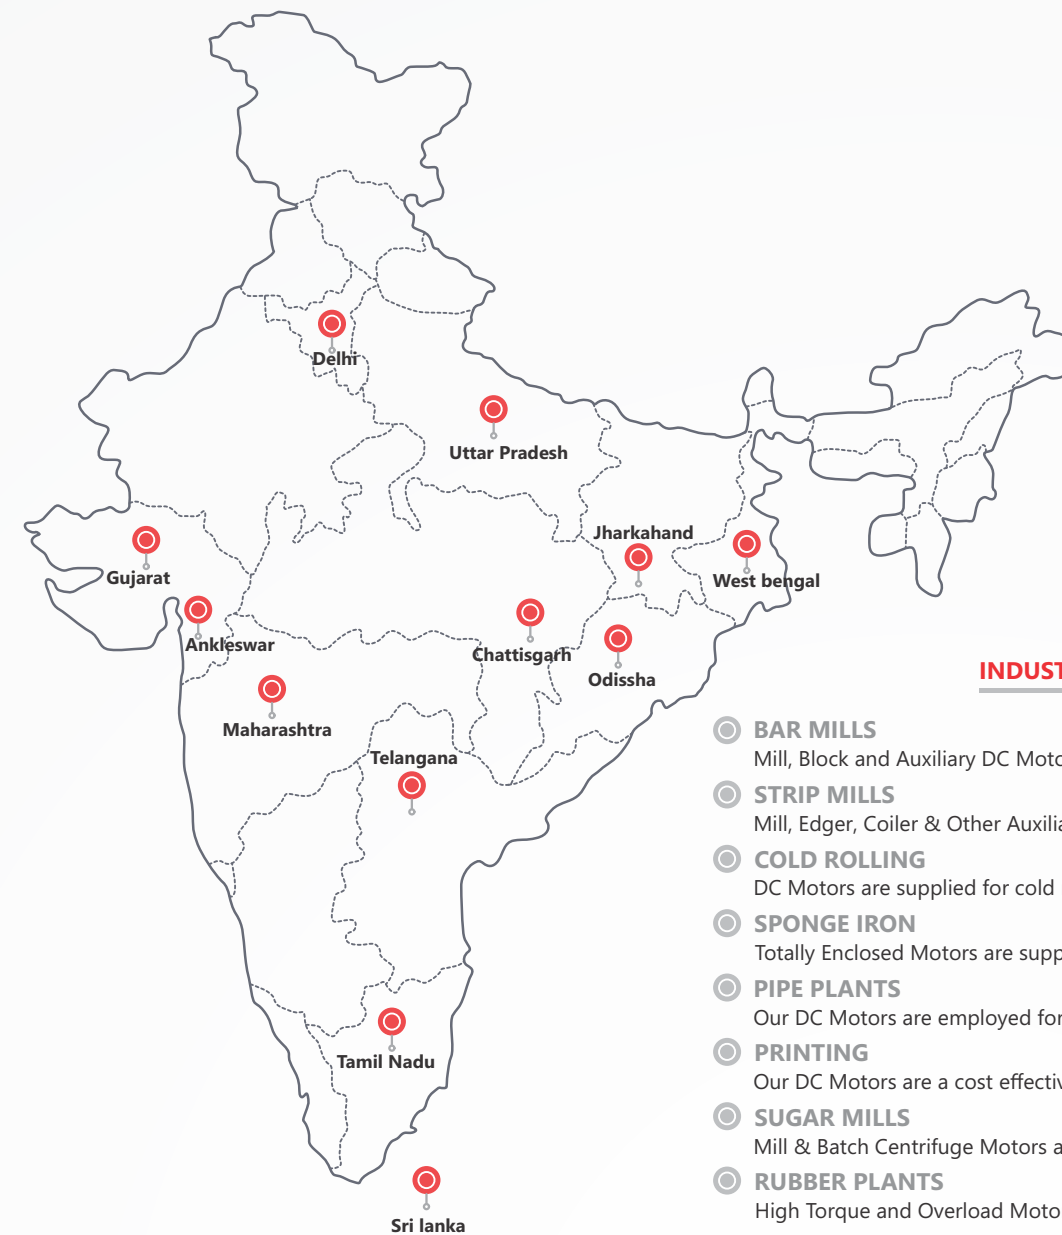 Delhi
Uttar Pradesh
Jharkahand
Gujarat
West bengal
Ankleswar
Chattisgarh
Odissha
Maharashtra
Telangana
Tamil Nadu
Sri lanka
INDUST
BAR MILLS
Mill, Block and Auxiliary DC Moto
STRIP MILLS
Mill, Edger, Coiler & Other Auxilia
COLD ROLLING
DC Motors are supplied for cold
SPONGE IRON
Totally Enclosed Motors are supp
PIPE PLANTS
Our DC Motors are employed for
PRINTING
Our DC Motors are a cost effectiv
SUGAR MILLS
Mill & Batch Centrifuge Motors a
RUBBER PLANTS
High Torque and Overload Moto